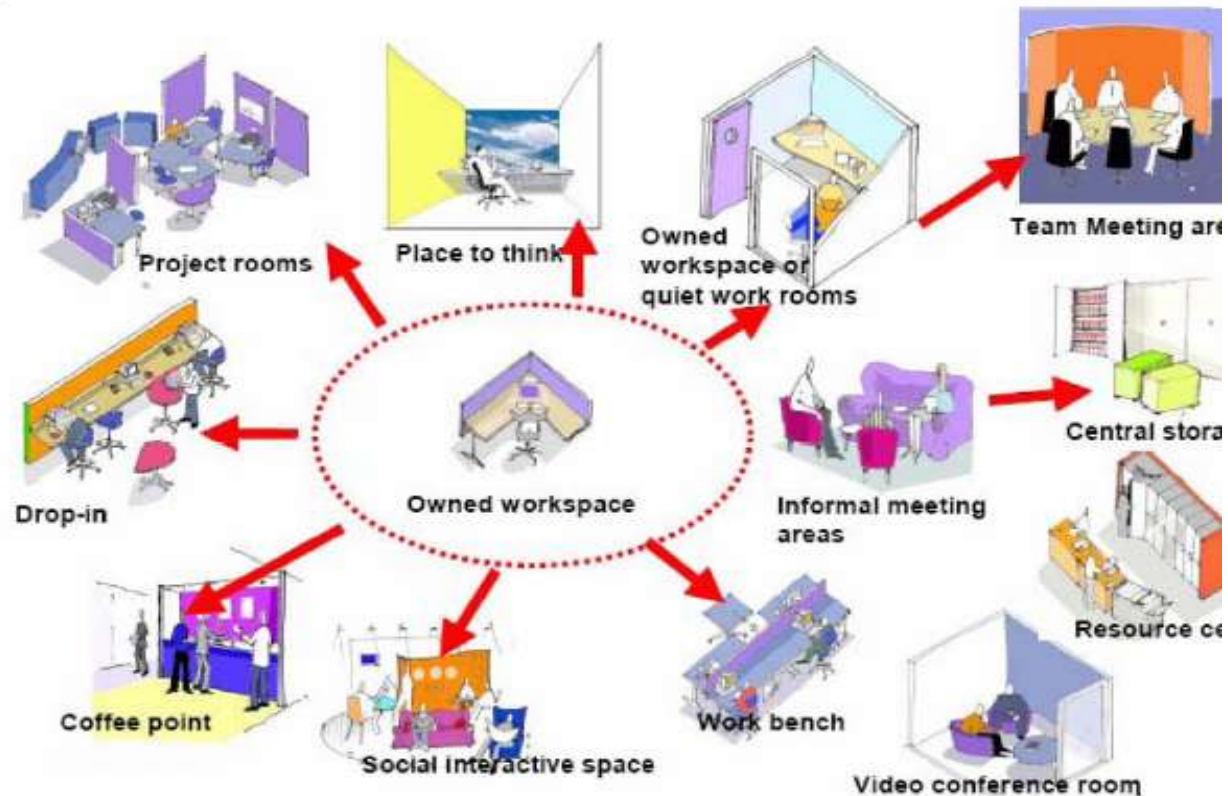 Team Meeting are
Project rooms
Place to think
Owned
workspace or
quiet work rooms
Central stora
Drop-in
Owned workspace
Informal meeting
areas
Resource ce
Coffee point
Social interactive space
Work bench
Video conference room